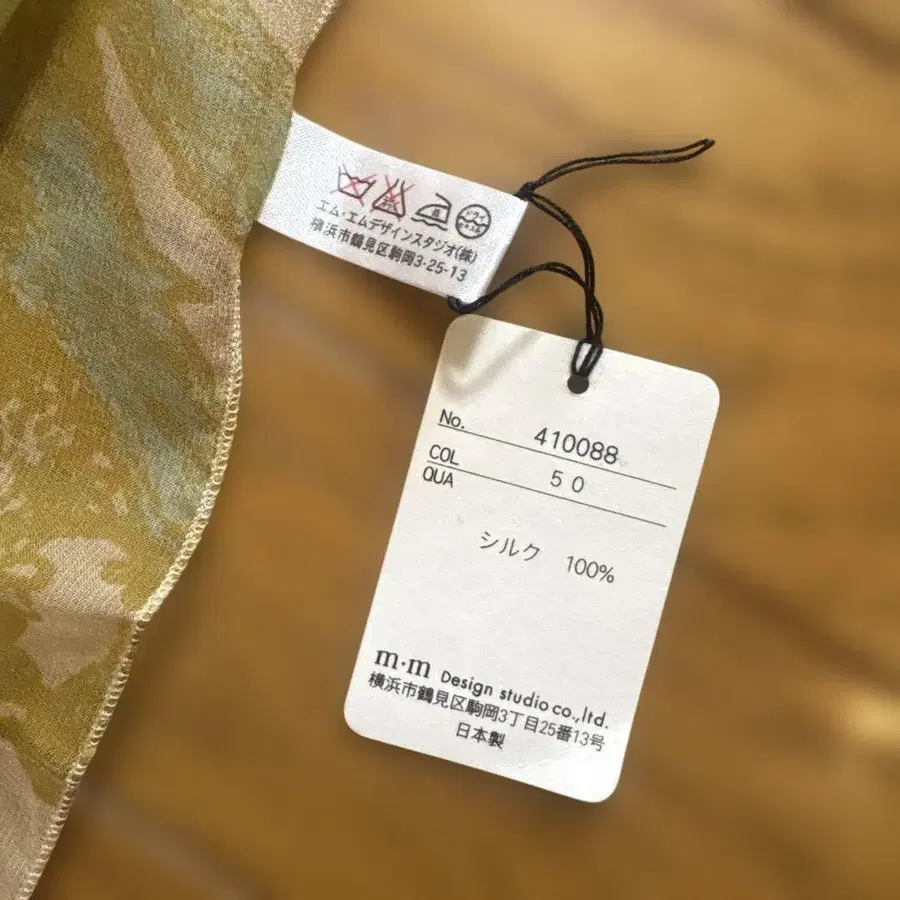 エム・エムデザインスタジオ(株)
横浜市鶴見区駒岡3-25-13
No. 410088
COL 50
QUA
シルク 100%
m・m Design studio co.,ltd.
横浜市鶴見区駒岡3丁目25番13号
日本製